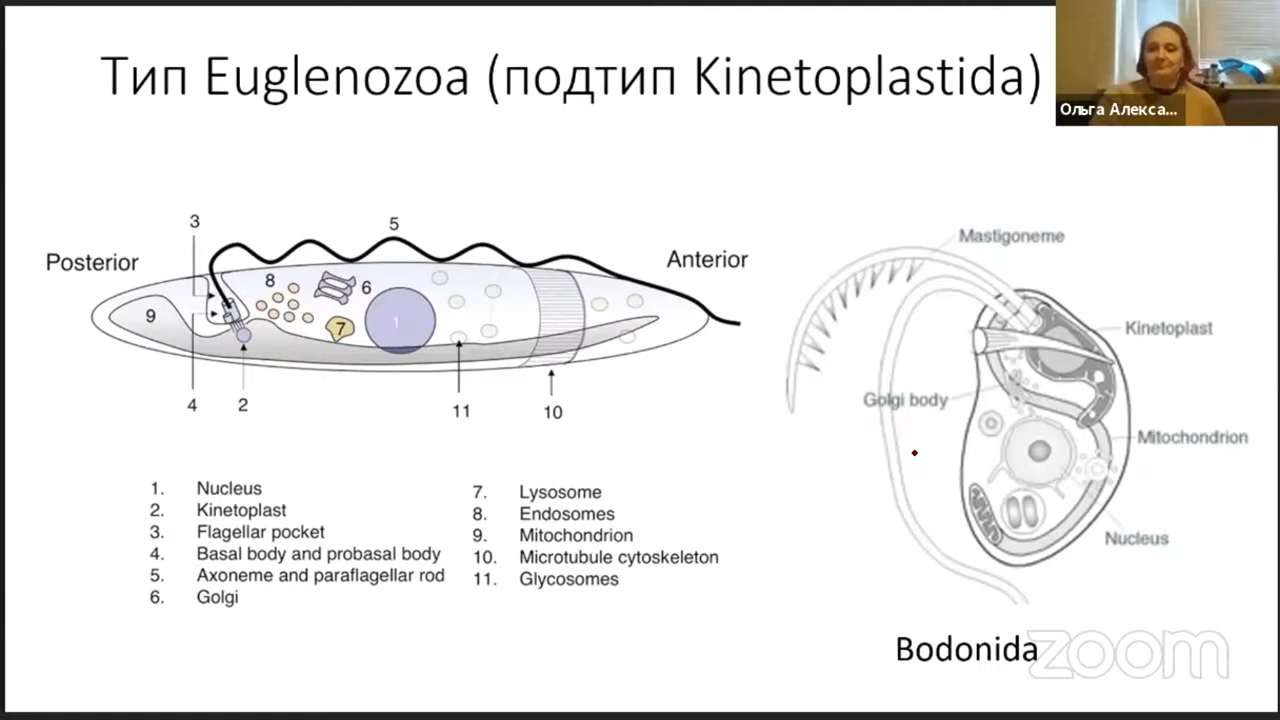 Тип Euglenozoa (подтип Kinetoplastida)
Ольга Алекса...
3
5
Posterior
Anterior
8
6
9
7
1
4
2
11
10
1. Nucleus
2. Kinetoplast
3. Flagellar pocket
4. Basal body and probasal body
5. Axoneme and paraflagellar rod
6. Golgi
7. Lysosome
8. Endosomes
9. Mitochondrion
10. Microtubule cytoskeleton
11. Glycosomes
Mastigoneme
Kinetoplast
Golgi body
Mitochondrion
Nucleus
Bodonida
zoom